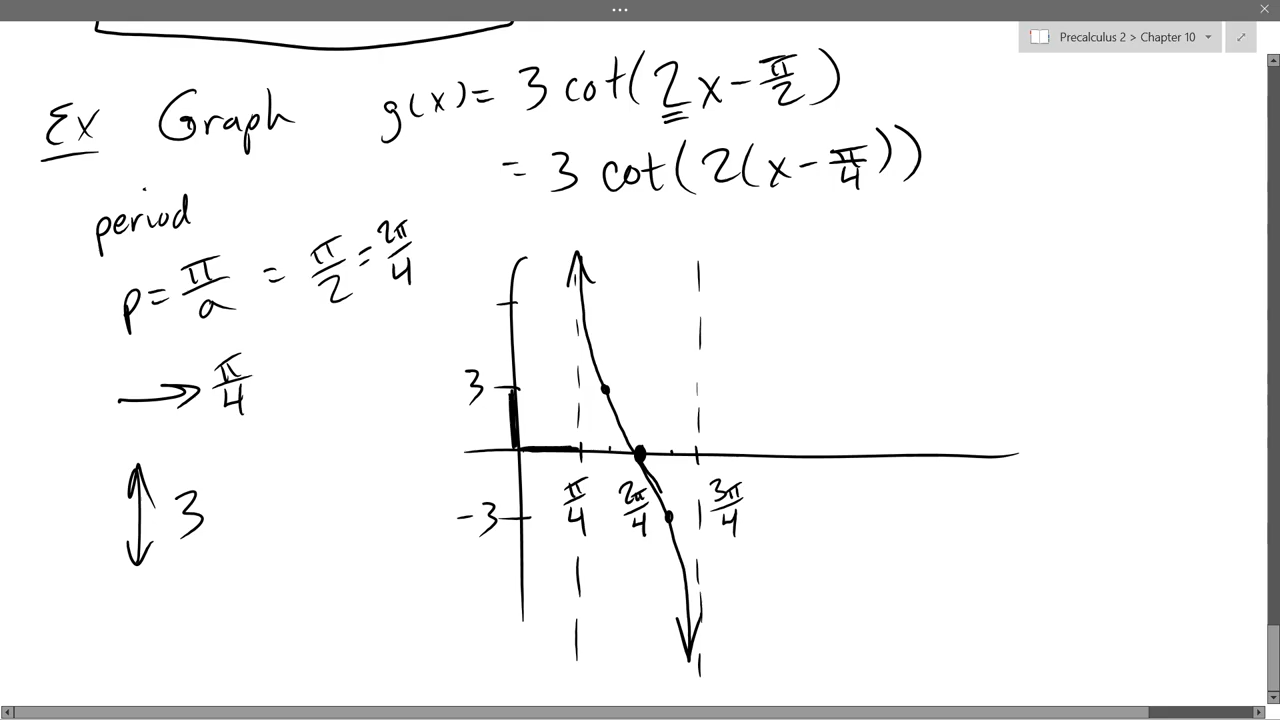 Precalculus 2 > Chapter 10
Ex Graph g(x) = 3 cot(2x - π/2)
= 3 cot(2(x - π/4))
period
p = π/a = π/2 = 2π/4
→ π/4
↕ 3
3
-3
π/4 2π/4 3π/4